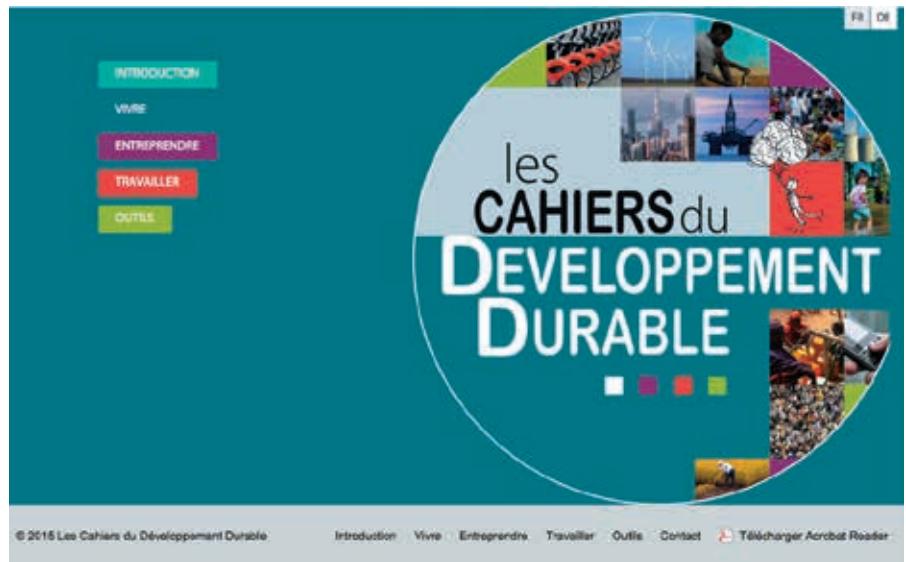 FR DE
INTRODUCTION
VIVRE
ENTREPRENDRE
TRAVAILLER
OUTILS
les
CAHIERS du
DEVELOPPEMENT
DURABLE
© 2015 Les Cahiers du Développement Durable Introduction Vivre Entreprendre Travailler Outils Contact Télécharger Acrobat Reader